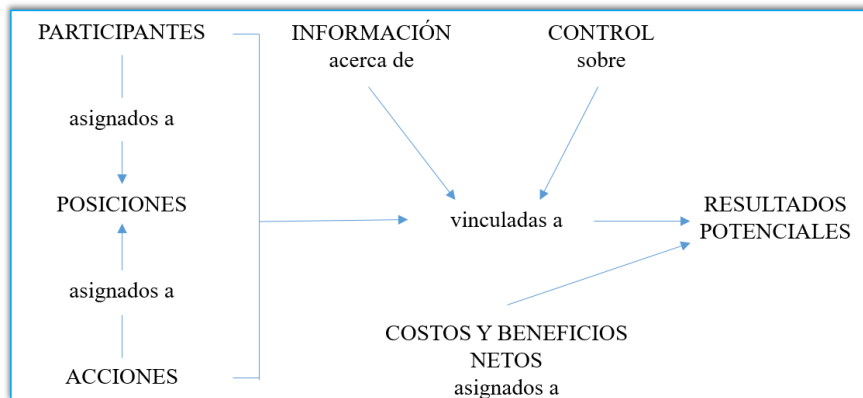 PARTICIPANTES
asignados a
POSICIONES
asignados a
ACCIONES
INFORMACIÓN
acerca de
CONTROL
sobre
vinculadas a
RESULTADOS
POTENCIALES
COSTOS Y BENEFICIOS
NETOS
asignados a